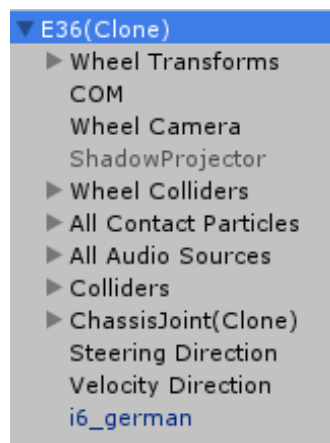 E36(Clone)
Wheel Transforms
COM
Wheel Camera
ShadowProjector
Wheel Colliders
All Contact Particles
All Audio Sources
Colliders
ChassisJoint(Clone)
Steering Direction
Velocity Direction
i6_german